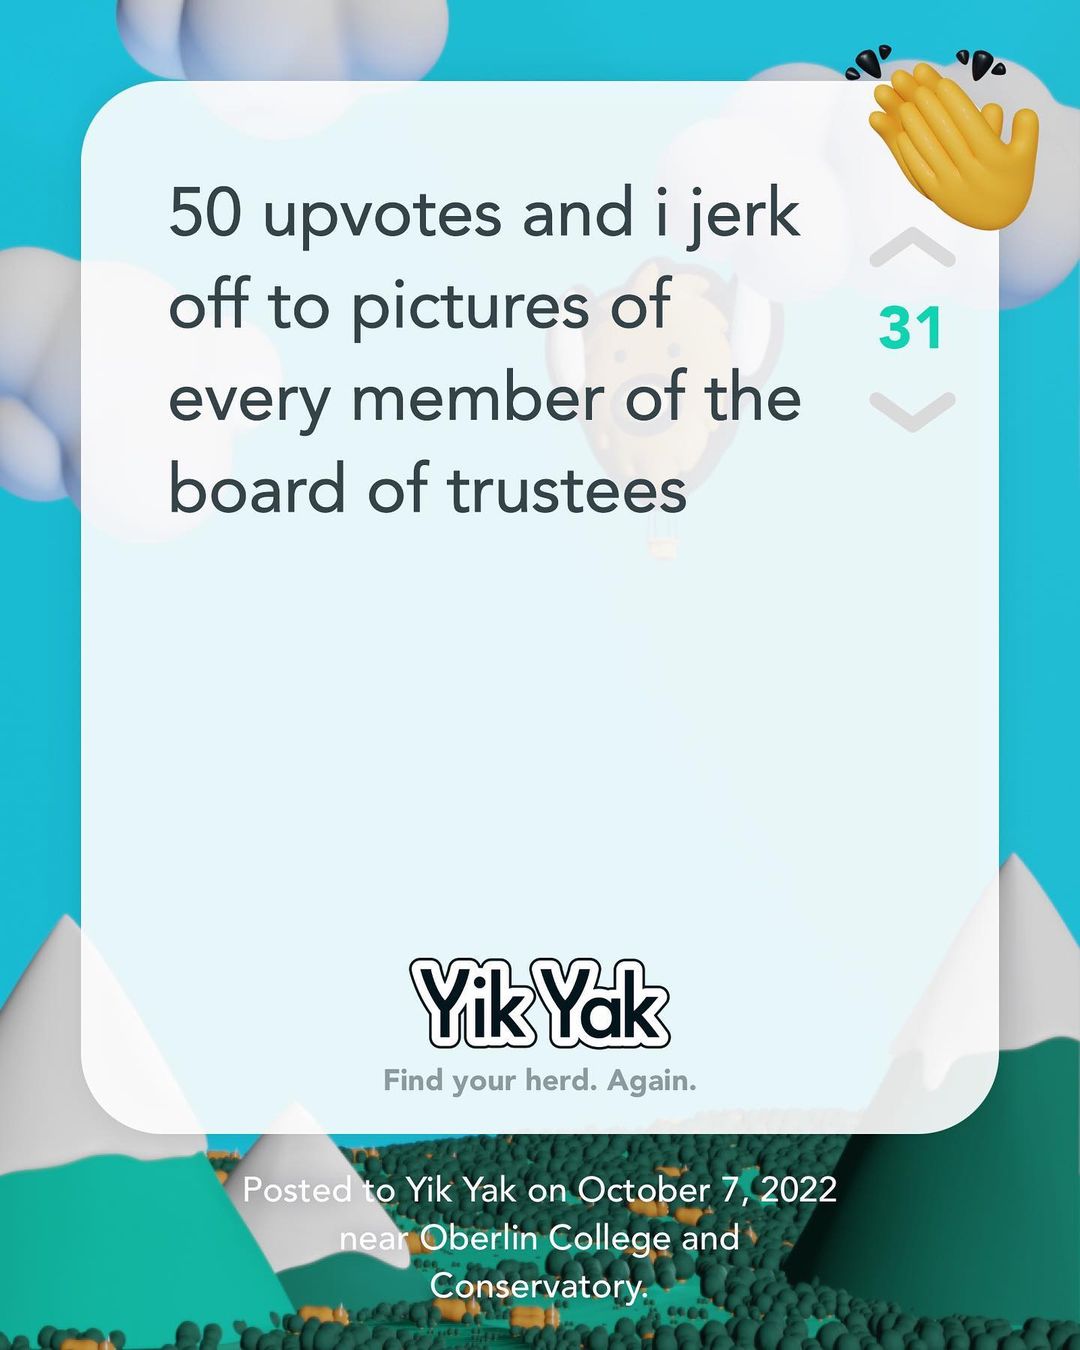 50 upvotes and i jerk
off to pictures of
every member of the
board of trustees
31
Yik Yak
Find your herd. Again.
Posted to Yik Yak on October 7, 2022
near Oberlin College and
Conservatory.